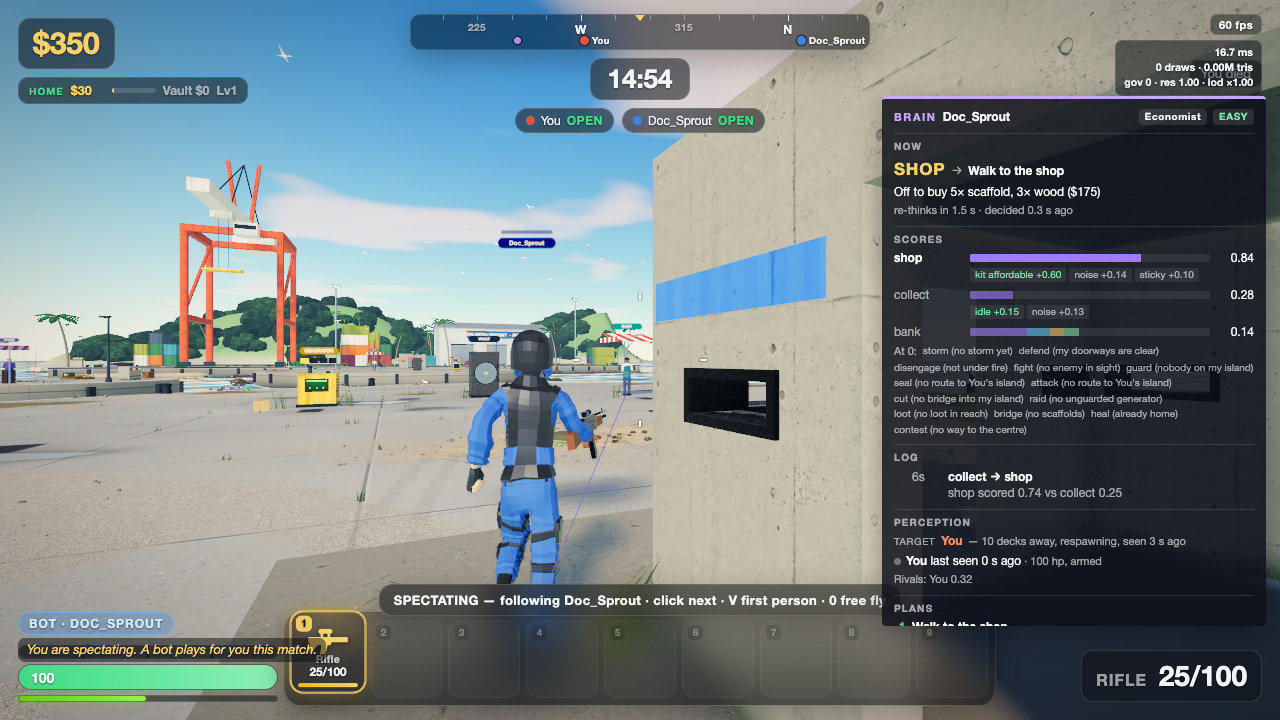 $350
HOME $30 Vault $0 Lv1
225 W 315 N
You Doc_Sprout
14:54
You OPEN Doc_Sprout OPEN
60 fps
16.7 ms
0 draws · 0.00M tris
You died
gov 0 · res 1.00 · lod ×1.00
BRAIN Doc_Sprout Economist EASY
NOW
SHOP → Walk to the shop
Off to buy 5× scaffold, 3× wood ($175)
re-thinks in 1.5 s · decided 0.3 s ago
SCORES
shop 0.84
kit affordable +0.60 noise +0.14 sticky +0.10
collect 0.28
idle +0.15 noise +0.13
bank 0.14
At 0: storm (no storm yet) defend (my doorways are clear)
disengage (not under fire) fight (no enemy in sight) guard (nobody on my island)
seal (no route to You's island) attack (no route to You's island)
cut (no bridge into my island) raid (no unguarded generator)
loot (no loot in reach) bridge (no scaffolds) heal (already home)
contest (no way to the centre)
LOG
6s collect → shop
shop scored 0.74 vs collect 0.25
PERCEPTION
TARGET You — 10 decks away, respawning, seen 3 s ago
You last seen 0 s ago · 100 hp, armed
Rivals: You 0.32
PLANS
1 Walk to the shop
Doc_Sprout
GENERATOR
VAULT
SPECTATING — following Doc_Sprout · click next · V first person · 0 free fly
BOT · DOC_SPROUT
You are spectating. A bot plays for you this match.
100
1 Rifle 25/100
2 3 4 5 6 7 8 9
RIFLE 25/100